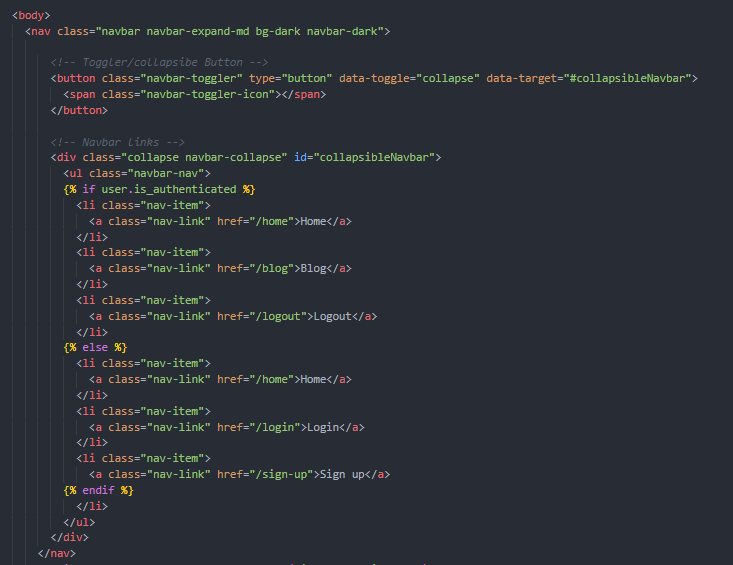 <body>
<nav class="navbar navbar-expand-md bg-dark navbar-dark">
<!-- Toggler/collapsibe Button -->
<button class="navbar-toggler" type="button" data-toggle="collapse" data-target="#collapsibleNavbar">
<span class="navbar-toggler-icon"></span>
</button>
<!-- Navbar links -->
<div class="collapse navbar-collapse" id="collapsibleNavbar">
<ul class="navbar-nav">
{% if user.is_authenticated %}
<li class="nav-item">
<a class="nav-link" href="/home">Home</a>
</li>
<li class="nav-item">
<a class="nav-link" href="/blog">Blog</a>
</li>
<li class="nav-item">
<a class="nav-link" href="/logout">Logout</a>
</li>
{% else %}
<li class="nav-item">
<a class="nav-link" href="/home">Home</a>
</li>
<li class="nav-item">
<a class="nav-link" href="/login">Login</a>
</li>
<li class="nav-item">
<a class="nav-link" href="/sign-up">Sign up</a>
{% endif %}
</li>
</ul>
</div>
</nav>